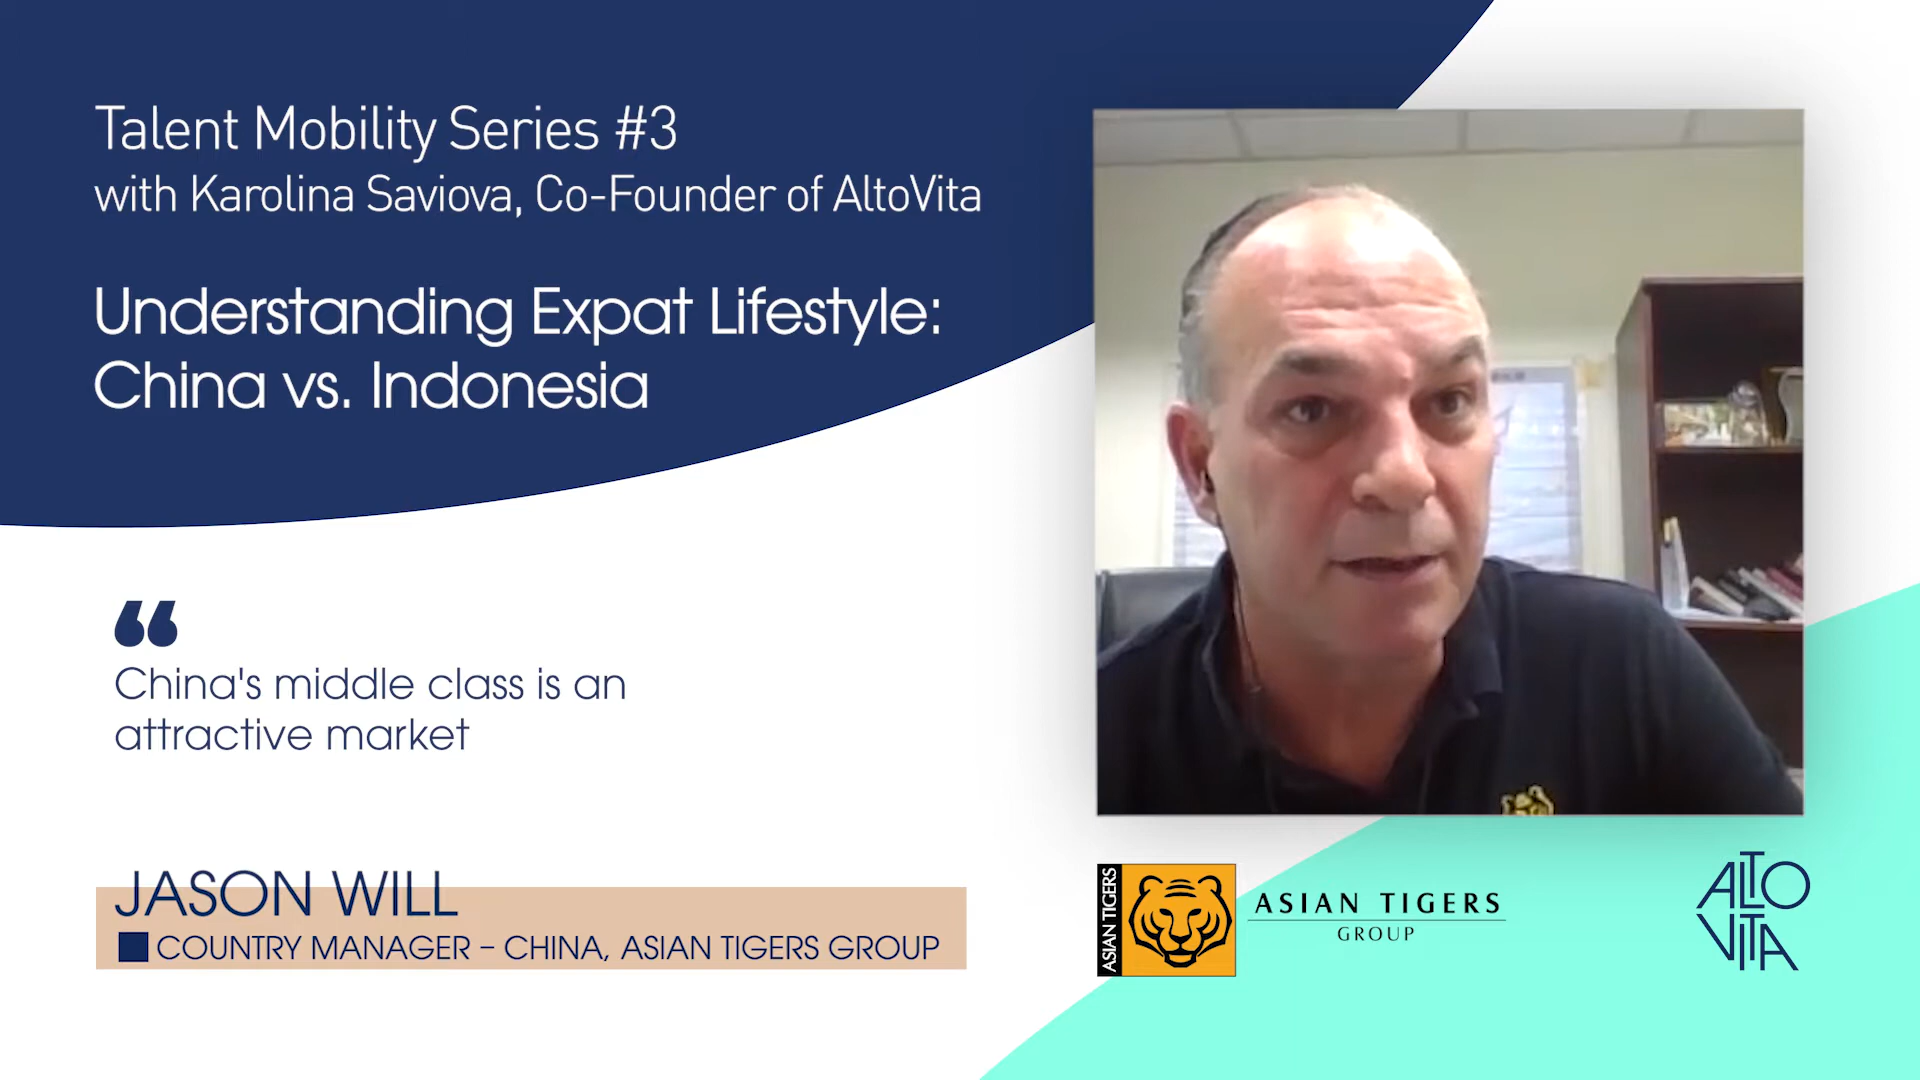 Talent Mobility Series #3
with Karolina Saviova, Co-Founder of AltoVita
Understanding Expat Lifestyle:
China vs. Indonesia
“
China's middle class is an
attractive market
JASON WILL
COUNTRY MANAGER – CHINA, ASIAN TIGERS GROUP
ASIAN TIGERS
ASIAN TIGERS
GROUP
ALTO
VITA